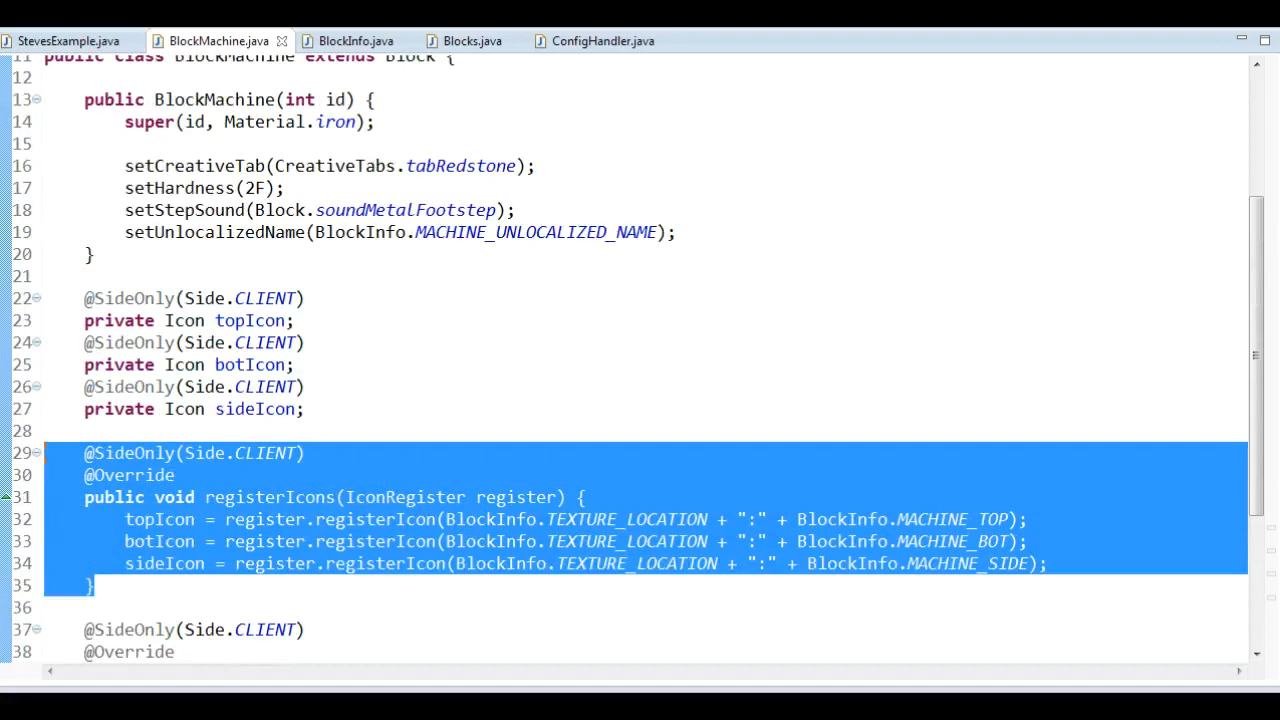 StevesExample.java BlockMachine.java BlockInfo.java Blocks.java ConfigHandler.java
11 public class BlockMachine extends Block {
12
13 public BlockMachine(int id) {
14 super(id, Material.iron);
15
16 setCreativeTab(CreativeTabs.tabRedstone);
17 setHardness(2F);
18 setStepSound(Block.soundMetalFootstep);
19 setUnlocalizedName(BlockInfo.MACHINE_UNLOCALIZED_NAME);
20 }
21
22 @SideOnly(Side.CLIENT)
23 private Icon topIcon;
24 @SideOnly(Side.CLIENT)
25 private Icon botIcon;
26 @SideOnly(Side.CLIENT)
27 private Icon sideIcon;
28
29 @SideOnly(Side.CLIENT)
30 @Override
31 public void registerIcons(IconRegister register) {
32 topIcon = register.registerIcon(BlockInfo.TEXTURE_LOCATION + ":" + BlockInfo.MACHINE_TOP);
33 botIcon = register.registerIcon(BlockInfo.TEXTURE_LOCATION + ":" + BlockInfo.MACHINE_BOT);
34 sideIcon = register.registerIcon(BlockInfo.TEXTURE_LOCATION + ":" + BlockInfo.MACHINE_SIDE);
35 }
36
37 @SideOnly(Side.CLIENT)
38 @Override